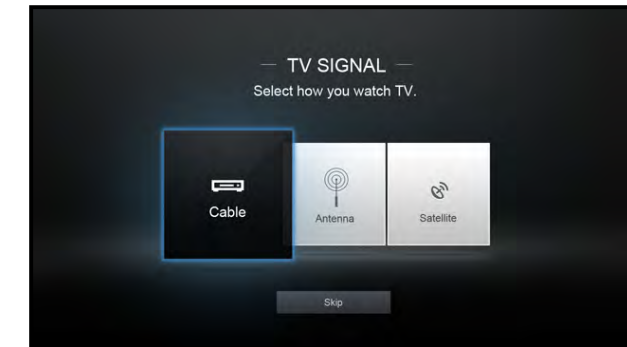 — TV SIGNAL —
Select how you watch TV.
Cable
Antenna
Satellite
Skip